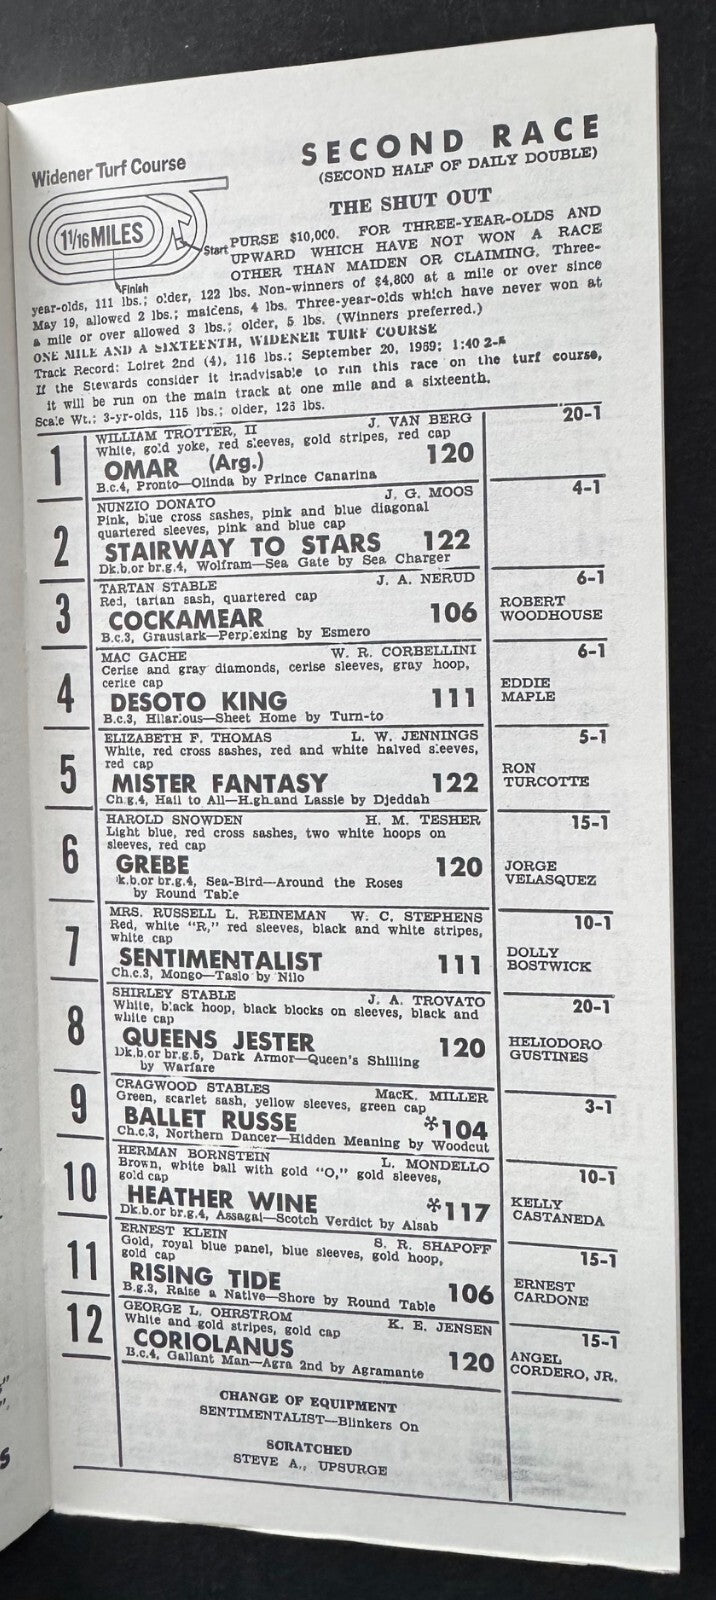 SECOND RACE
(SECOND HALF OF DAILY DOUBLE)
Widener Turf Course
1 1/16 MILES
Start
Finish
THE SHUT OUT
PURSE $10,000. FOR THREE-YEAR-OLDS AND
UPWARD WHICH HAVE NOT WON A RACE
OTHER THAN MAIDEN OR CLAIMING. Three-
year-olds, 111 lbs.; older, 122 lbs. Non-winners of $4,800 at a mile or over since
May 19, allowed 2 lbs.; maidens, 4 lbs. Three-year-olds which have never won at
a mile or over allowed 3 lbs.; older, 5 lbs. (Winners preferred.)
ONE MILE AND A SIXTEENTH, WIDENER TURF COURSE
Track Record: Loiret 2nd (4), 116 lbs.; September 20, 1969; 1:40 2-5
If the Stewards consider it inadvisable to run this race on the turf course,
it will be run on the main track at one mile and a sixteenth.
Scale Wt.; 3-yr-olds, 115 lbs.; older, 123 lbs.
1
WILLIAM TROTTER, II J. VAN BERG 20-1
White, gold yoke, red sleeves, gold stripes, red cap
OMAR (Arg.) 120
B.c.4, Pronto—Olinda by Prince Canarina
2
NUNZIO DONATO J. G. MOOS 4-1
Pink, blue cross sashes, pink and blue diagonal
quartered sleeves, pink and blue cap
STAIRWAY TO STARS 122
Dk.b.or br.g.4, Wolfram—Sea Gate by Sea Charger
3
TARTAN STABLE J. A. NERUD 6-1
Red, tartan sash, quartered cap
COCKAMEAR 106 ROBERT WOODHOUSE
B.c.3, Graustark—Perplexing by Esmero
4
MAC GACHE W. R. CORBELLINI 6-1
Cerise and gray diamonds, cerise sleeves, gray hoop,
cerise cap
DESOTO KING 111 EDDIE MAPLE
B.c.3, Hilarious—Sheet Home by Turn-to
5
ELIZABETH F. THOMAS L. W. JENNINGS 5-1
White, red cross sashes, red and white halved sleeves,
red cap
MISTER FANTASY 122 RON TURCOTTE
Ch.g.4, Hail to All—Highland Lassie by Djeddah
6
HAROLD SNOWDEN H. M. TESHER 15-1
Light blue, red cross sashes, two white hoops on
sleeves, red cap
GREBE 120 JORGE VELASQUEZ
k.b.or br.g.4, Sea-Bird—Around the Roses
by Round Table
7
MRS. RUSSELL L. REINEMAN W. C. STEPHENS 10-1
Red, white "R," red sleeves, black and white stripes,
white cap
SENTIMENTALIST 111 DOLLY BOSTWICK
Ch.c.3, Mongo—Taslo by Nilo
8
SHIRLEY STABLE J. A. TROVATO 20-1
White, black hoop, black blocks on sleeves, black and
white cap
QUEENS JESTER 120 HELIODORO GUSTINES
Dk.b.or br.g.5, Dark Armor—Queen's Shilling
by Warfare
9
CRAGWOOD STABLES MacK. MILLER 3-1
Green, scarlet sash, yellow sleeves, green cap
BALLET RUSSE *104
Ch.c.3, Northern Dancer—Hidden Meaning by Woodcut
10
HERMAN BORNSTEIN L. MONDELLO 10-1
Brown, white ball with gold "O," gold sleeves,
gold cap
HEATHER WINE *117 KELLY CASTANEDA
Dk.b.or br.g.4, Assagai—Scotch Verdict by Alsab
11
ERNEST KLEIN S. R. SHAPOFF 15-1
Gold, royal blue panel, blue sleeves, gold hoop,
gold cap
RISING TIDE 106 ERNEST CARDONE
B.g.3, Raise a Native—Shore by Round Table
12
GEORGE L. OHRSTROM K. E. JENSEN 15-1
White and gold stripes, gold cap
CORIOLANUS 120 ANGEL CORDERO, JR.
B.c.4, Gallant Man—Agra 2nd by Agramante
CHANGE OF EQUIPMENT
SENTIMENTALIST—Blinkers On
SCRATCHED
STEVE A., UPSURGE